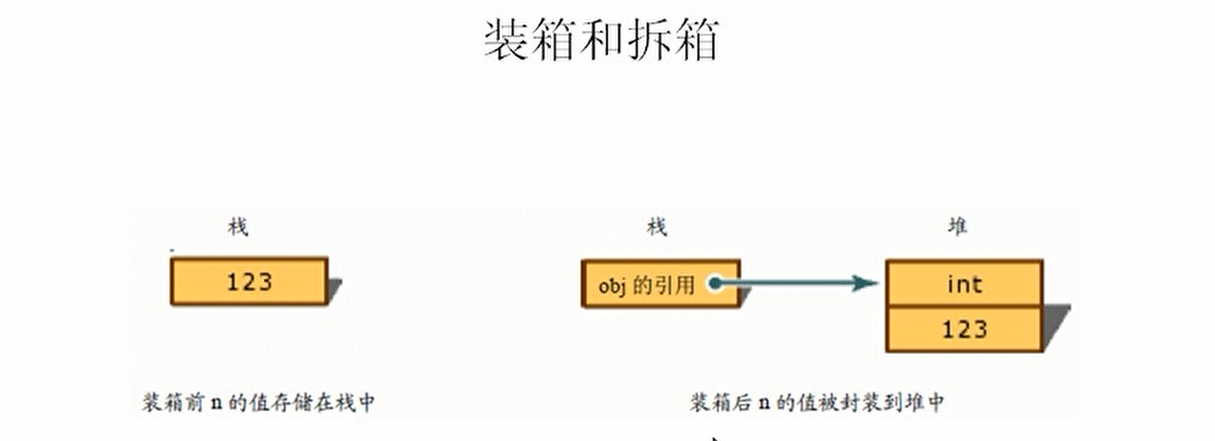 装箱和拆箱
栈
栈
堆
123
obj 的引用
int
123
装箱前 n 的值存储在栈中
装箱后 n 的值被封装到堆中